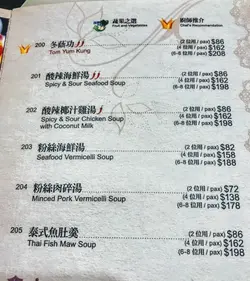 蔬果之選
Fruit and Vegetables
廚師推介
Chef's Recommendation
200 冬蔭功 (2 位用 / pax) $86
Tom Yum Kung (4 位用 / pax) $162
(6-8 位用 / pax) $208
201 酸辣海鮮湯 (2 位用 / pax) $86
Spicy & Sour Seafood Soup (4 位用 / pax) $162
(6-8 位用 / pax) $198
202 酸辣椰汁雞湯 (2 位用 / pax) $86
Spicy & Sour Chicken Soup (4 位用 / pax) $162
with Coconut Milk (6-8 位用 / pax) $198
203 粉絲海鮮湯 (2 位用 / pax) $82
Seafood Vermicelli Soup (4 位用 / pax) $158
(6-8 位用 / pax) $188
204 粉絲肉碎湯 (2 位用 / pax) $72
Minced Pork Vermicelli Soup (4 位用 / pax) $138
(6-8 位用 / pax) $178
205 泰式魚肚羹 (2 位用 / pax) $86
Thai Fish Maw Soup (4 位用 / pax) $162
(6-8 位用 / pax) $198